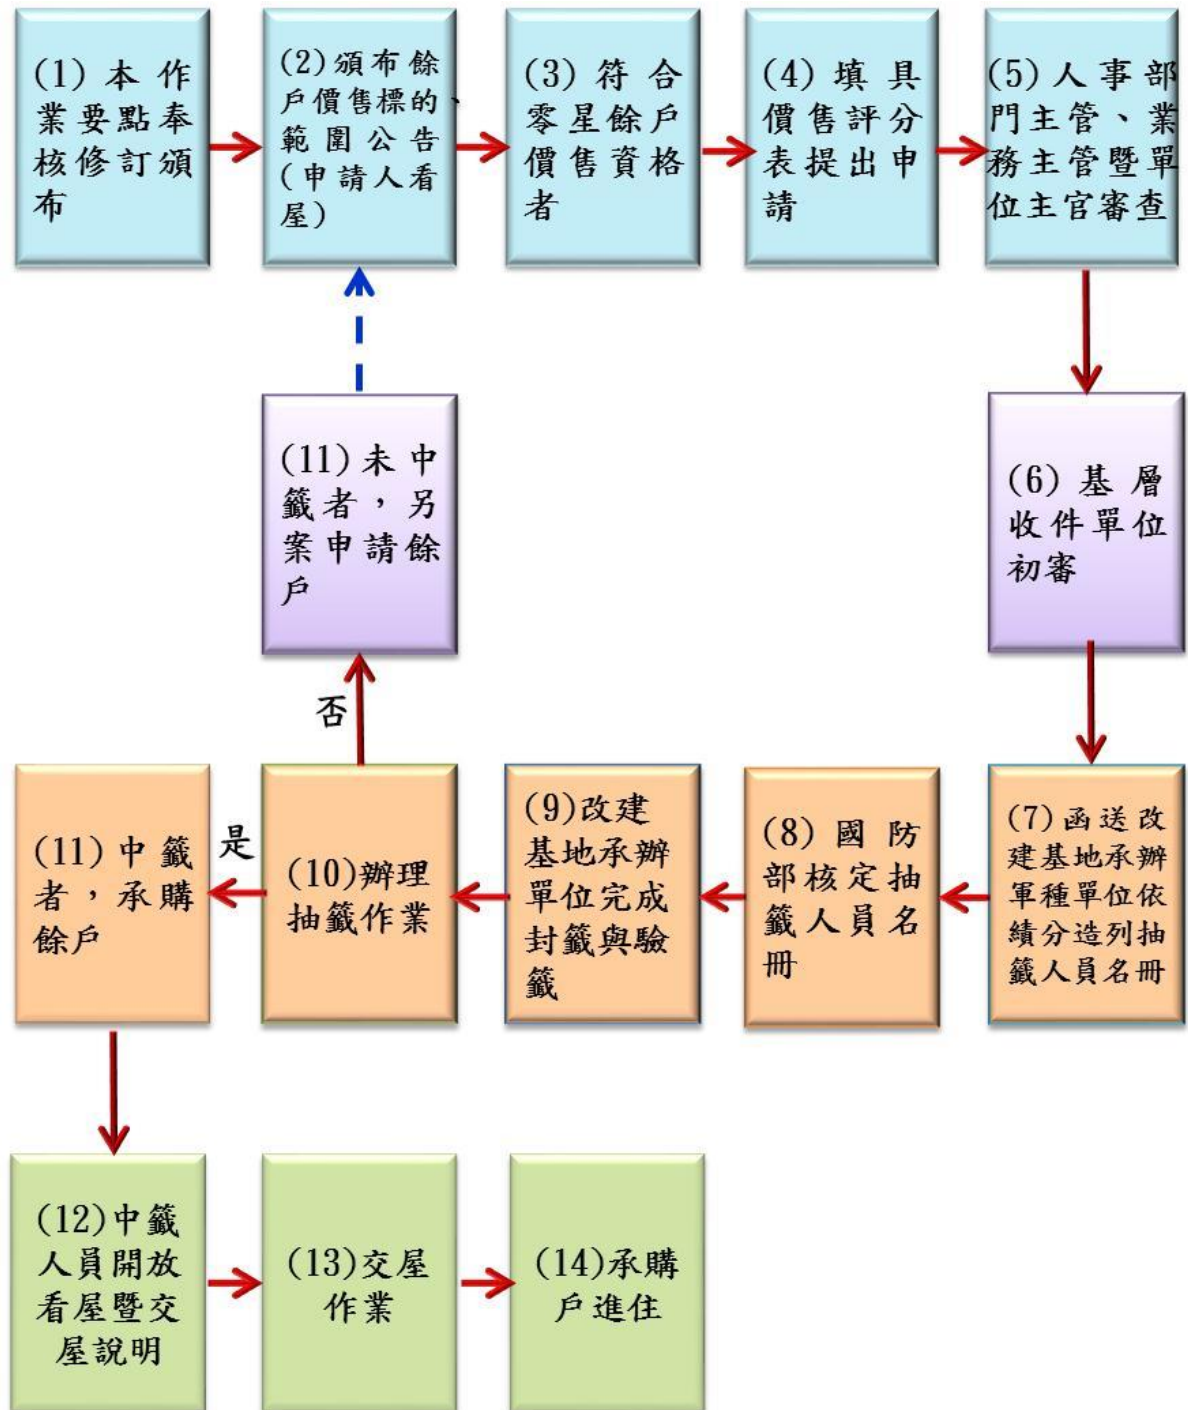 (1)本作
業要點奉
核修訂頒
布
(2)頒布餘
戶價售標的、
範圍公告
(申請人看
屋)
(3)符合
零星餘戶
價售資格
者
(4)填具
價售評分
表提出申
請
(5)人事部
門主管、業
務主管暨單
位主官審查
(6)基層
收件單位
初審
(7)函送改
建基地承辦
軍種單位依
績分造列抽
籤人員名冊
(8)國防
部核定抽
籤人員名
冊
(9)改建
基地承辦
單位完成
封籤與驗
籤
(10)辦理
抽籤作業
否
(11)未中
籤者，另
案申請餘
戶
是
(11)中籤
者，承購
餘戶
(12)中籤
人員開放
看屋暨交
屋說明
(13)交屋
作業
(14)承購
戶進住